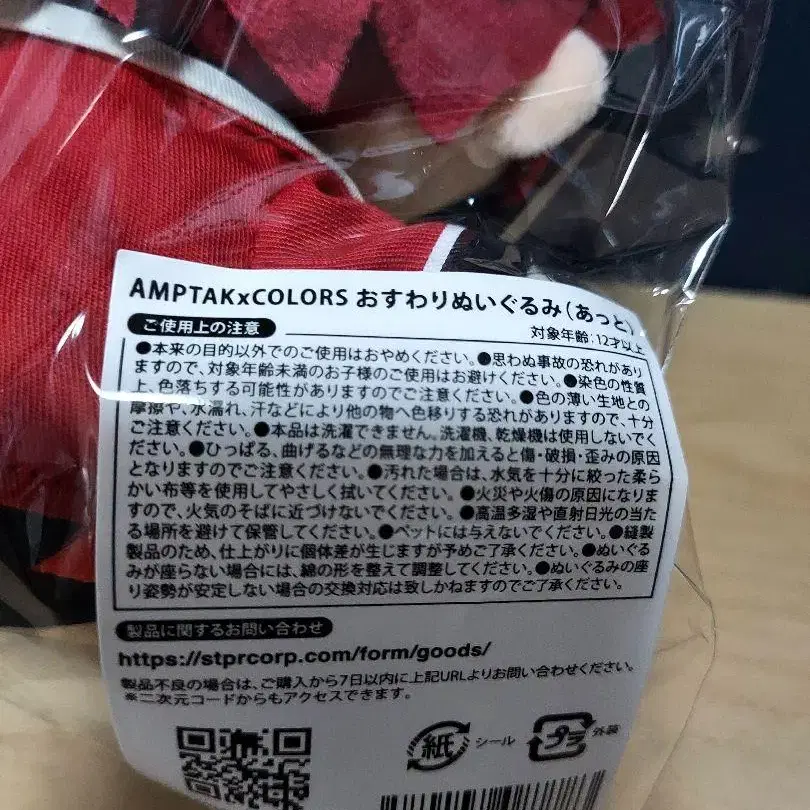 AMPTAKxCOLORS おすわりぬいぐるみ(あっと)
ご使用上の注意
対象年齢:12才以上
●本来の目的以外でのご使用はおやめください。●思わぬ事故の恐れがあり
ますので、対象年齢未満のお子様のご使用はお避けください。●染色の性質
上、色落ちする可能性がありますのでご注意ください。●色の薄い生地との
摩擦や、水濡れ、汗などにより他の物へ色移りする恐れがありますので、十分
ご注意ください。●本品は洗濯できません。洗濯機、乾燥機は使用しないでく
ださい。●ひっぱる、曲げるなどの無理な力を加えると傷・破損・歪みの原因
となりますのでご注意ください。●汚れた場合は、水気を十分に絞った柔ら
かい布等を使用してやさしく拭いてください。●火災や火傷の原因になりま
すので、火気のそばに近づけないでください。●高温多湿や直射日光の当た
る場所を避けて保管してください。●ペットには与えないでください。●縫製
製品のため、仕上がりに個体差が生じますが予めご了承ください。●ぬいぐる
みが座らない場合には、綿の形を整えて調整してください。●ぬいぐるみの座
り姿勢が安定しない場合の交換対応は致しかねますのでご了承ください。
製品に関するお問い合わせ
https://stprcorp.com/form/goods/
製品不良の場合は、ご購入から7日以内に上記URLよりお問い合わせください。
※二次元コードからもアクセスできます。
紙 シール プラ 外装